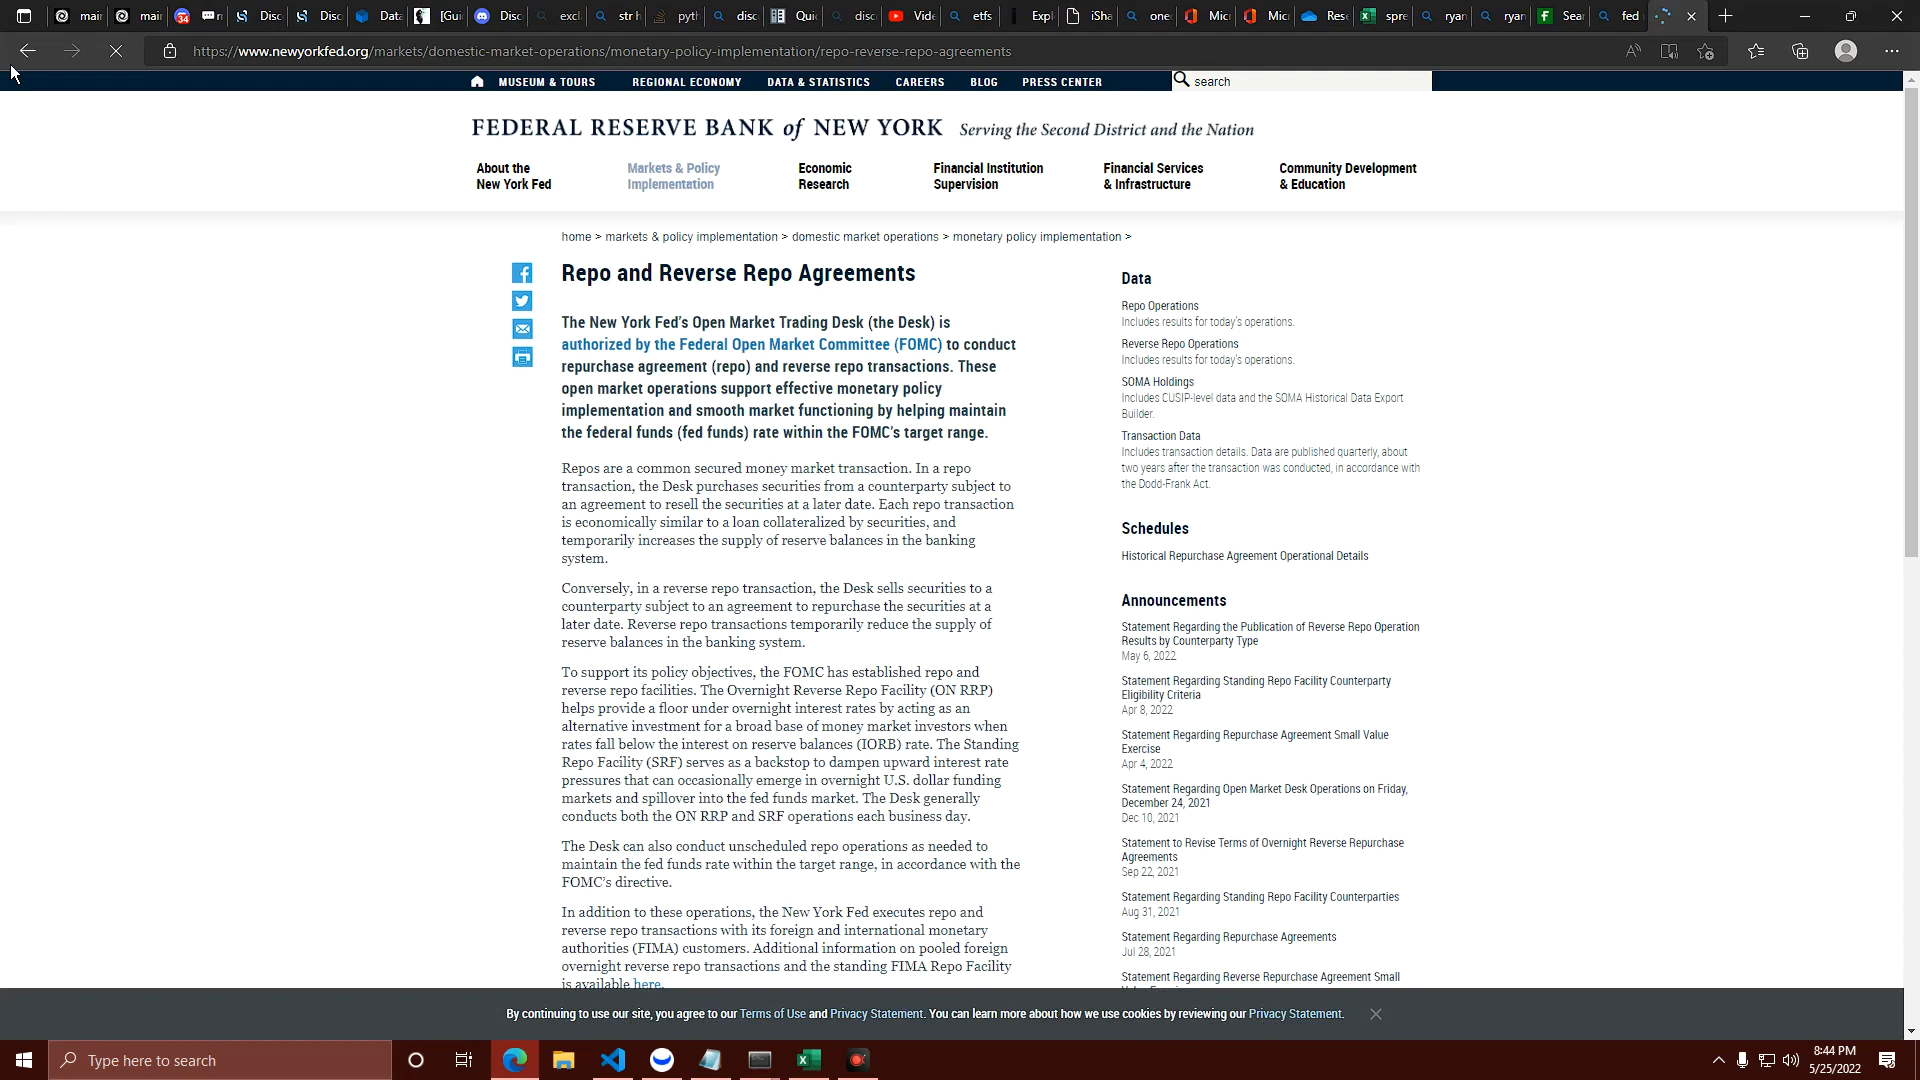 mair
mair
34
n
Disc
Disc
Data
[Gui
Disc
excl
str h
pyth
disc
Quic
disc
Vide
etfs
Expl
iSha
one
Micr
Micr
Rese
spre
ryan
ryan
Sear
fed
https://www.newyorkfed.org/markets/domestic-market-operations/monetary-policy-implementation/repo-reverse-repo-agreements
MUSEUM & TOURS REGIONAL ECONOMY DATA & STATISTICS CAREERS BLOG PRESS CENTER search
FEDERAL RESERVE BANK of NEW YORK Serving the Second District and the Nation
About the
New York Fed
Markets & Policy
Implementation
Economic
Research
Financial Institution
Supervision
Financial Services
& Infrastructure
Community Development
& Education
home > markets & policy implementation > domestic market operations > monetary policy implementation >
Repo and Reverse Repo Agreements
The New York Fed's Open Market Trading Desk (the Desk) is
authorized by the Federal Open Market Committee (FOMC) to conduct
repurchase agreement (repo) and reverse repo transactions. These
open market operations support effective monetary policy
implementation and smooth market functioning by helping maintain
the federal funds (fed funds) rate within the FOMC's target range.
Repos are a common secured money market transaction. In a repo
transaction, the Desk purchases securities from a counterparty subject to
an agreement to resell the securities at a later date. Each repo transaction
is economically similar to a loan collateralized by securities, and
temporarily increases the supply of reserve balances in the banking
system.
Conversely, in a reverse repo transaction, the Desk sells securities to a
counterparty subject to an agreement to repurchase the securities at a
later date. Reverse repo transactions temporarily reduce the supply of
reserve balances in the banking system.
To support its policy objectives, the FOMC has established repo and
reverse repo facilities. The Overnight Reverse Repo Facility (ON RRP)
helps provide a floor under overnight interest rates by acting as an
alternative investment for a broad base of money market investors when
rates fall below the interest on reserve balances (IORB) rate. The Standing
Repo Facility (SRF) serves as a backstop to dampen upward interest rate
pressures that can occasionally emerge in overnight U.S. dollar funding
markets and spillover into the fed funds market. The Desk generally
conducts both the ON RRP and SRF operations each business day.
The Desk can also conduct unscheduled repo operations as needed to
maintain the fed funds rate within the target range, in accordance with the
FOMC's directive.
In addition to these operations, the New York Fed executes repo and
reverse repo transactions with its foreign and international monetary
authorities (FIMA) customers. Additional information on pooled foreign
overnight reverse repo transactions and the standing FIMA Repo Facility
is available here.
Data
Repo Operations
Includes results for today's operations.
Reverse Repo Operations
Includes results for today's operations.
SOMA Holdings
Includes CUSIP-level data and the SOMA Historical Data Export
Builder.
Transaction Data
Includes transaction details. Data are published quarterly, about
two years after the transaction was conducted, in accordance with
the Dodd-Frank Act.
Schedules
Historical Repurchase Agreement Operational Details
Announcements
Statement Regarding the Publication of Reverse Repo Operation
Results by Counterparty Type
May 6, 2022
Statement Regarding Standing Repo Facility Counterparty
Eligibility Criteria
Apr 8, 2022
Statement Regarding Repurchase Agreement Small Value
Exercise
Apr 4, 2022
Statement Regarding Open Market Desk Operations on Friday,
December 24, 2021
Dec 10, 2021
Statement to Revise Terms of Overnight Reverse Repurchase
Agreements
Sep 22, 2021
Statement Regarding Standing Repo Facility Counterparties
Aug 31, 2021
Statement Regarding Repurchase Agreements
Jul 28, 2021
Statement Regarding Reverse Repurchase Agreement Small
By continuing to use our site, you agree to our Terms of Use and Privacy Statement. You can learn more about how we use cookies by reviewing our Privacy Statement.
Type here to search
8:44 PM
5/25/2022